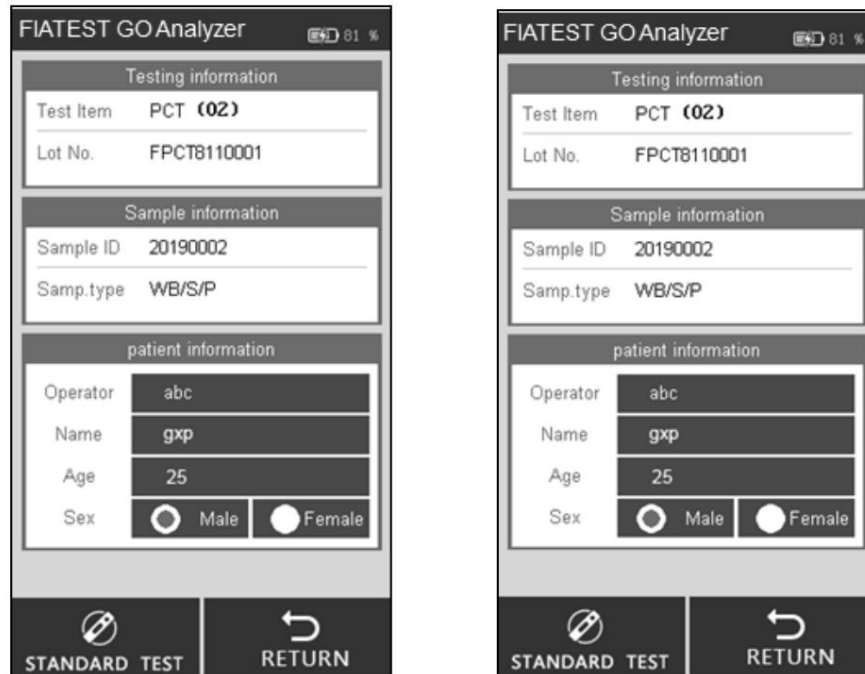 FIATEST GO Analyzer 81 %
Testing information
Test Item PCT (02)
Lot No. FPCT8110001
Sample information
Sample ID 20190002
Samp.type WB/S/P
patient information
Operator abc
Name gxp
Age 25
Sex Male Female
STANDARD TEST RETURN
FIATEST GO Analyzer 81 %
Testing information
Test Item PCT (02)
Lot No. FPCT8110001
Sample information
Sample ID 20190002
Samp.type WB/S/P
patient information
Operator abc
Name gxp
Age 25
Sex Male Female
STANDARD TEST RETURN